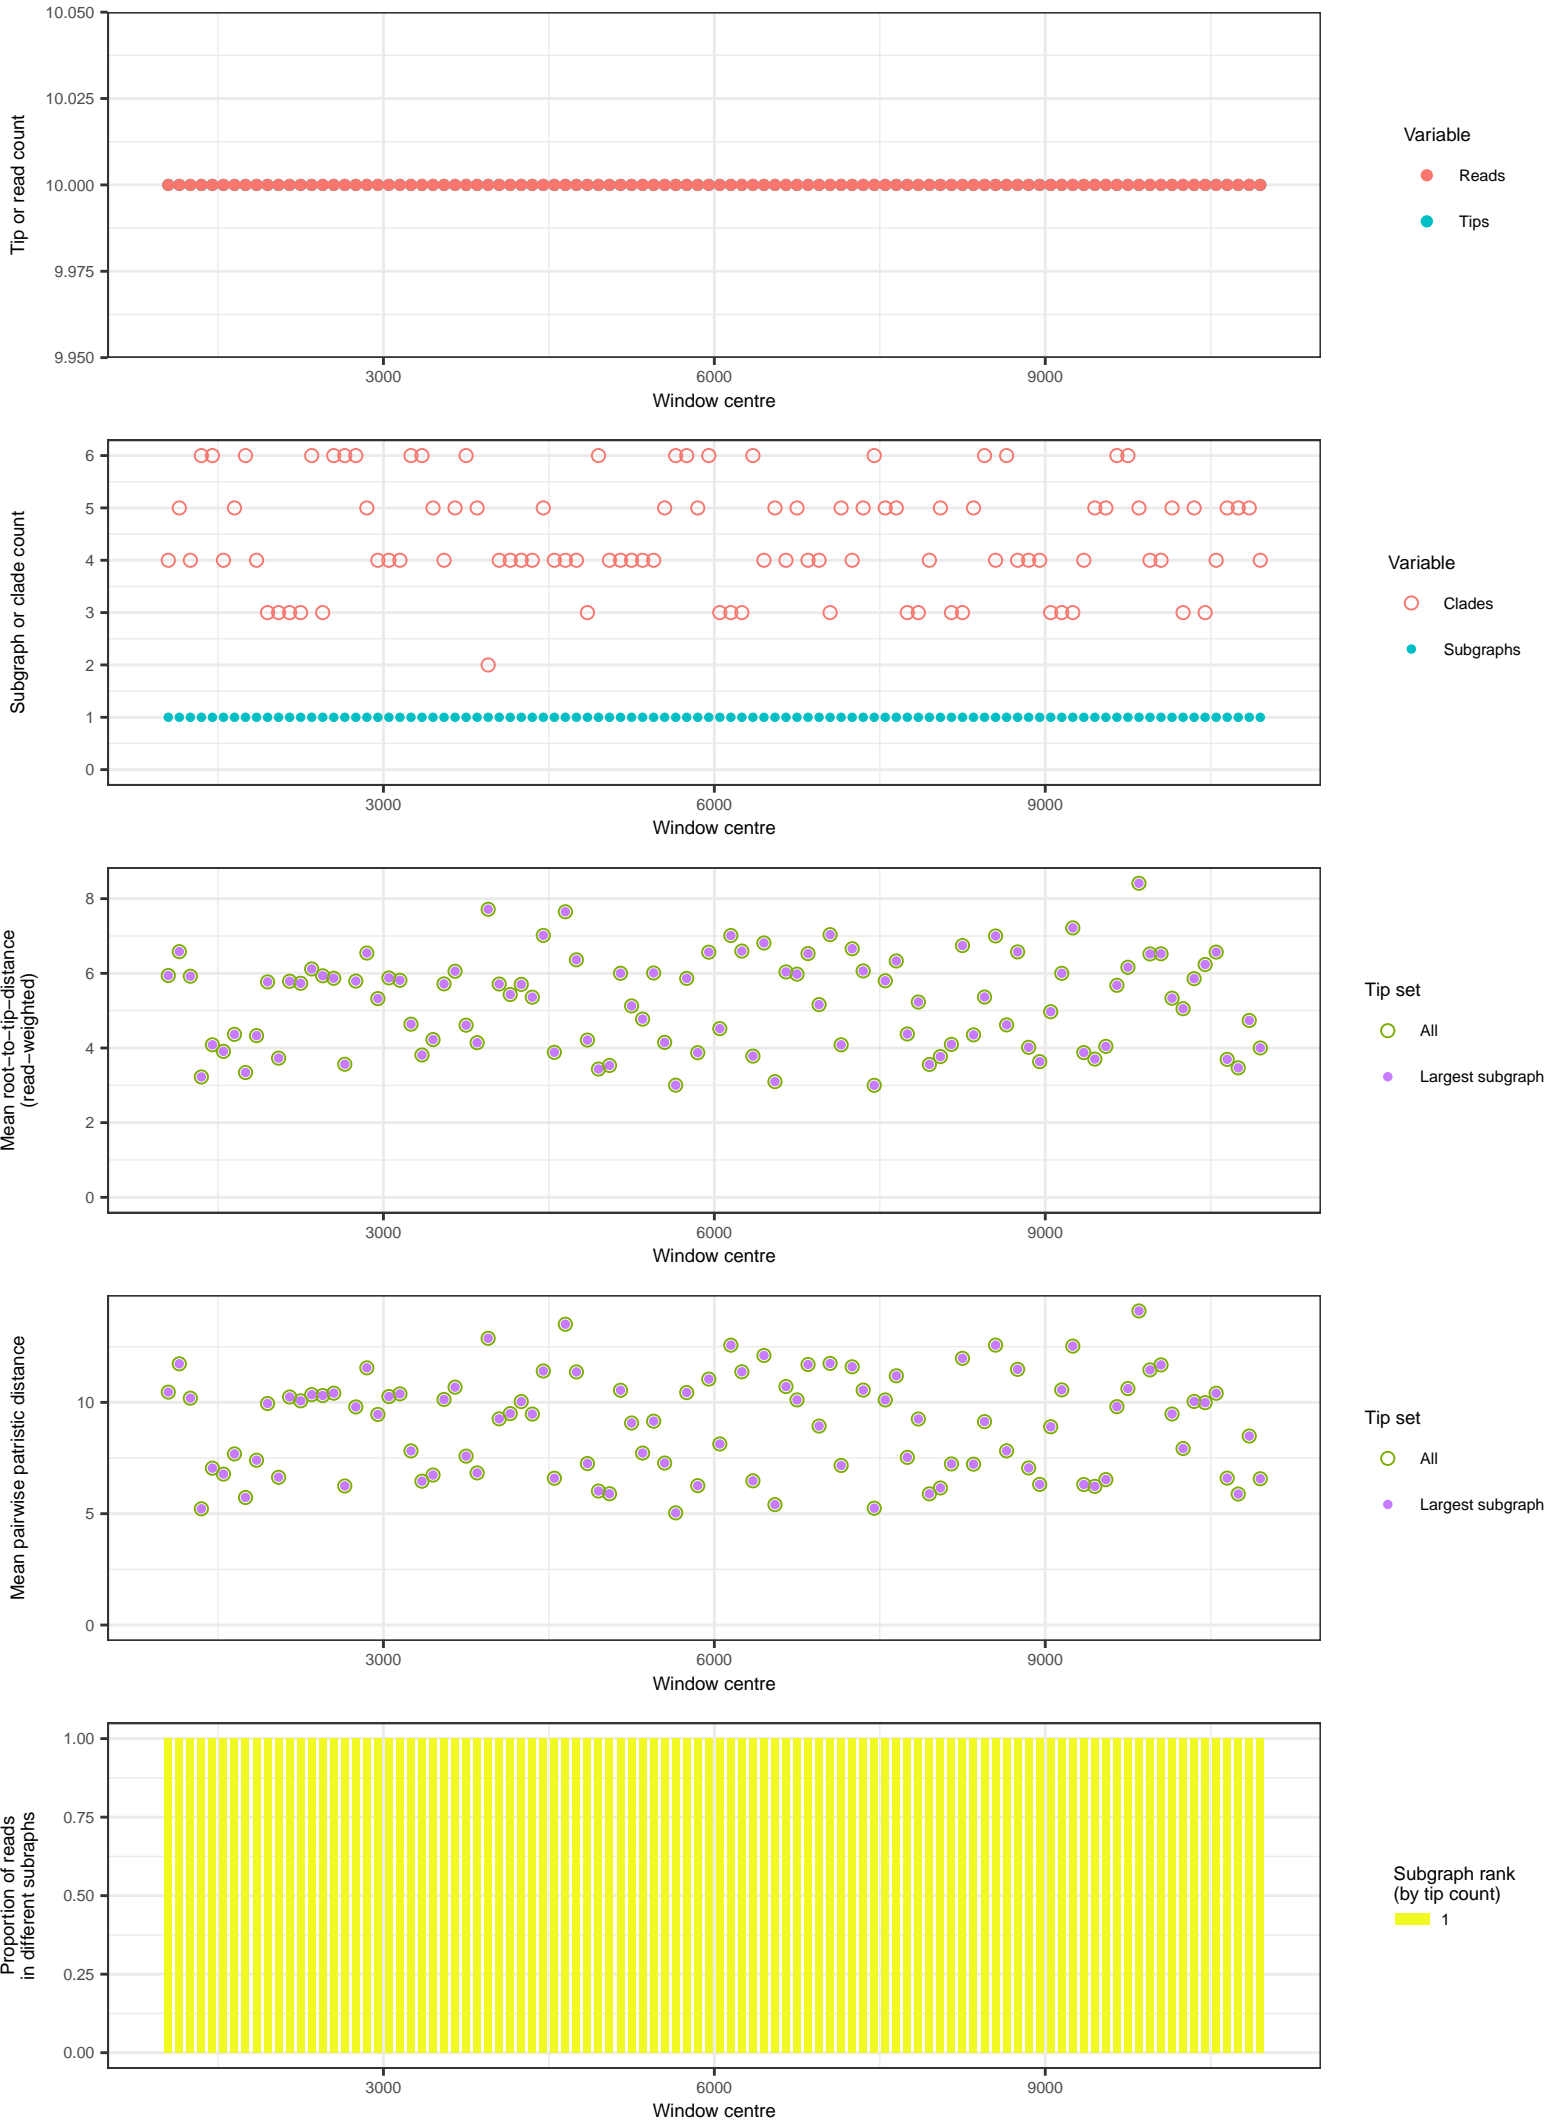 10.050
10.025
10.000
9.975
9.950
Tip or read count
3000 6000 9000
Window centre
Variable
Reads
Tips
6
5
4
3
2
1
0
Subgraph or clade count
3000 6000 9000
Window centre
Variable
Clades
Subgraphs
8
6
4
2
0
Mean root−to−tip−distance
(read−weighted)
3000 6000 9000
Window centre
Tip set
All
Largest subgraph
10
5
0
Mean pairwise patristic distance
3000 6000 9000
Window centre
Tip set
All
Largest subgraph
1.00
0.75
0.50
0.25
0.00
Proportion of reads
in different subraphs
3000 6000 9000
Window centre
Subgraph rank
(by tip count)
1